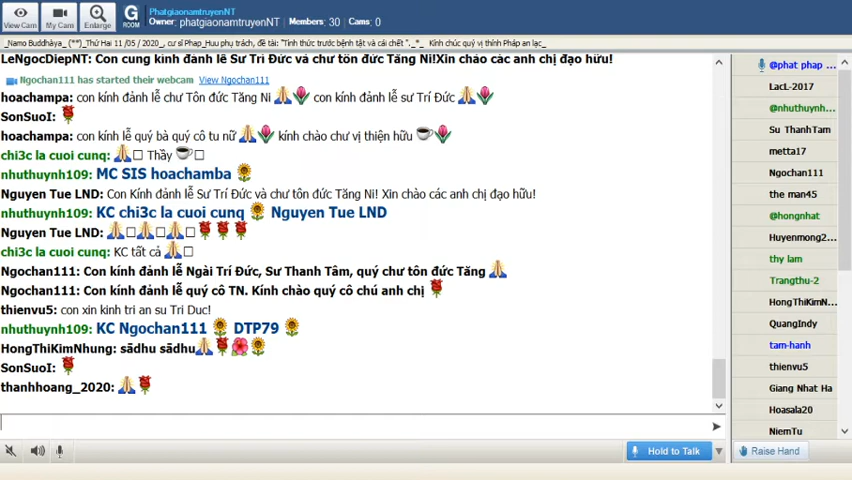 View Cam
My Cam
Enlarge
G
ROOM
PhatgiaonamtruyenNT
Owner: phatgiaonamtruyenNT Members: 30 Cams: 0
_Namo Buddhàya_ (**)_Thứ Hai 11 /05 / 2020_, cư sĩ Pháp_Huu phụ trách, đề tài: "Tỉnh thức trước bệnh tật và cái chết "._*_ Kính chúc quý vị thính Pháp an lạc_
LeNgocDiepNT: Con cung kính đảnh lễ Sư Trí Đức và chư tôn đức Tăng Ni!Xin chào các anh chị đạo hữu!
Ngochan111 has started their webcam View Ngochan111
hoachampa: con kính đảnh lễ chư Tôn đức Tăng Ni con kính đảnh lễ sư Trí Đức
SonSuoI:
hoachampa: con kính lễ quý bà quý cô tu nữ kính chào chư vị thiện hữu
chi3c la cuoi cunq: Thầy
nhuthuynh109: MC SIS hoachamba
Nguyen Tue LND: Con Kính đảnh lễ Sư Trí Đức và chư tôn đức Tăng Ni! Xin chào các anh chị đạo hữu!
nhuthuynh109: KC chi3c la cuoi cunq Nguyen Tue LND
Nguyen Tue LND:
chi3c la cuoi cunq: KC tất cả
Ngochan111: Con kính đảnh lễ Ngài Trí Đức, Sư Thanh Tâm, quý chư tôn đức Tăng
Ngochan111: Con kính đảnh lễ quý cô TN. Kính chào quý cô chú anh chị
thienvu5: con xin kinh tri an su Tri Duc!
nhuthuynh109: KC Ngochan111 DTP79
HongThiKimNhung: sādhu sādhu
SonSuoI:
thanhhoang_2020:
Hold to Talk
@phat phap ...
LacL-2017
@nhuthuynh...
Su ThanhTam
metta17
Ngochan111
the man45
@hongnhat
Huyenmong2...
thy lam
Trangthu-2
HongThiKimN...
QuangIndy
tam-hanh
thienvu5
Giang Nhat Ha
Hoasala20
NiemTu
Raise Hand